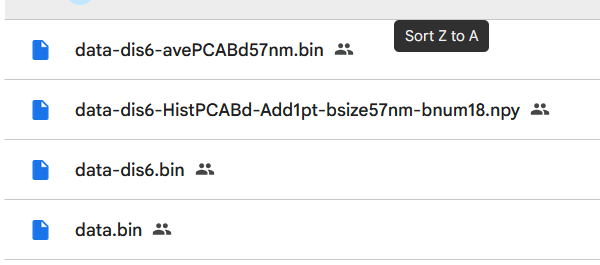 Sort Z to A
data-dis6-avePCABd57nm.bin
data-dis6-HistPCABd-Add1pt-bsize57nm-bnum18.npy
data-dis6.bin
data.bin